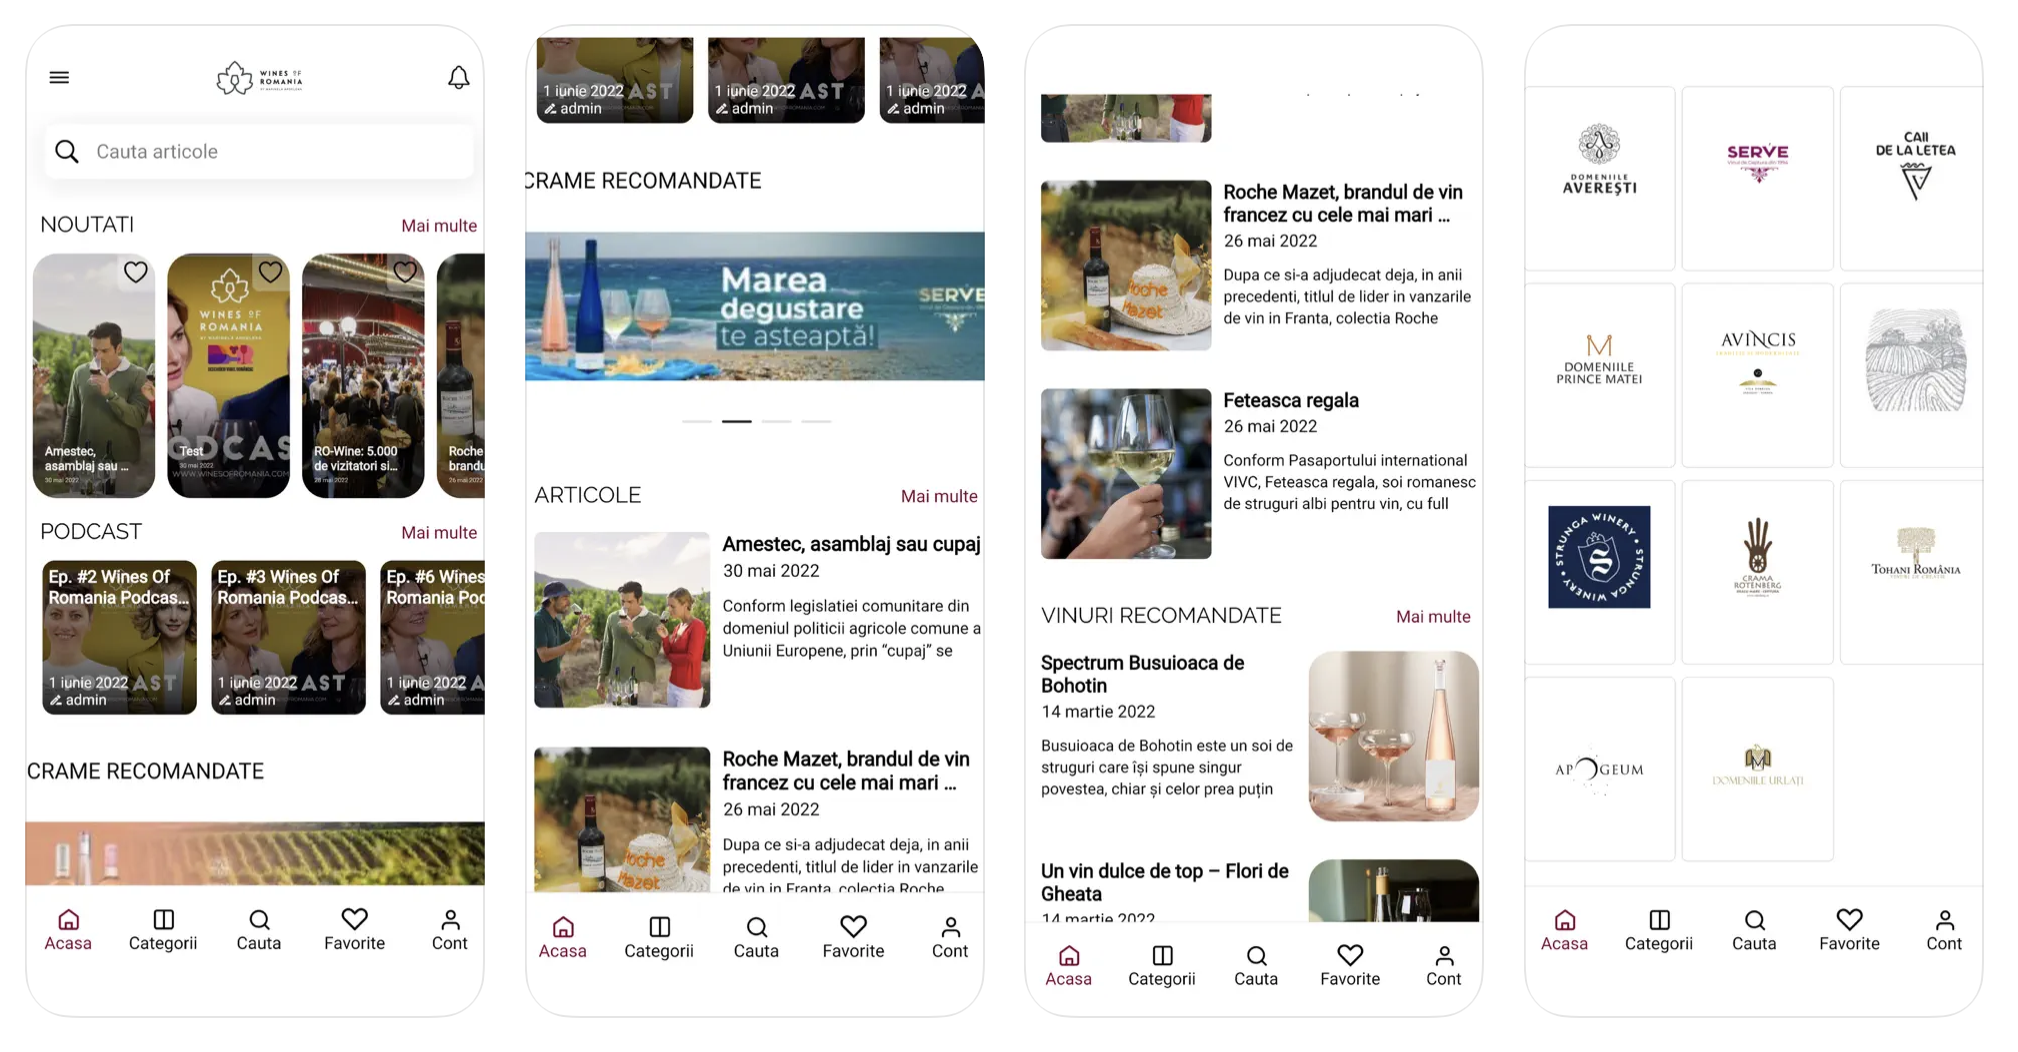 WINES OF
ROMANIA
Cauta articole
NOUTATI
Mai multe
Amestec,
asamblaj sau ...
30 mai 2022
WINES OF
ROMANIA
Test
30 mai 2022
WWW.WINESOFROMANIA.COM
RO-Wine: 5.000
de vizitatori si...
28 mai 2022
Roche
brandu
26 mai 2022
PODCAST
Mai multe
Ep. #2 Wines Of
Romania Podcas...
1 iunie 2022
admin
Ep. #3 Wines Of
Romania Podcas...
1 iunie 2022
admin
Ep. #6 Wines
Romania Pod
1 iunie 2022
admin
CRAME RECOMANDATE
Acasa
Categorii
Cauta
Favorite
Cont
1 iunie 2022
admin
1 iunie 2022
admin
1 iunie 2022
admin
CRAME RECOMANDATE
Marea
degustare
te așteaptă!
SERVE
ARTICOLE
Mai multe
Amestec, asamblaj sau cupaj
30 mai 2022
Conform legislatiei comunitare din
domeniul politicii agricole comune a
Uniunii Europene, prin “cupaj” se
Roche Mazet, brandul de vin
francez cu cele mai mari ...
26 mai 2022
Dupa ce si-a adjudecat deja, in anii
precedenti, titlul de lider in vanzarile
de vin in Franta, colectia Roche
Roche
Mazet
Acasa
Categorii
Cauta
Favorite
Cont
Roche Mazet, brandul de vin
francez cu cele mai mari ...
26 mai 2022
Dupa ce si-a adjudecat deja, in anii
precedenti, titlul de lider in vanzarile
de vin in Franta, colectia Roche
Roche
Mazet
Feteasca regala
26 mai 2022
Conform Pasaportului international
VIVC, Feteasca regala, soi romanesc
de struguri albi pentru vin, cu full
VINURI RECOMANDATE
Mai multe
Spectrum Busuioaca de
Bohotin
14 martie 2022
Busuioaca de Bohotin este un soi de
struguri care își spune singur
povestea, chiar și celor prea puțin
Un vin dulce de top – Flori de
Gheata
14 martie 2022
Acasa
Categorii
Cauta
Favorite
Cont
DOMENIILE
AVEREȘTI
SERVE
CAII
DE LA LETEA
DOMENIILE
PRINCE MATEI
AVINCIS
STRUNGA WINERY • STRUNGA WINERY •
CRAMA
ROTENBERG
TOHANI ROMÂNIA
APOGEUM
DOMENIILE URLAȚI
Acasa
Categorii
Cauta
Favorite
Cont